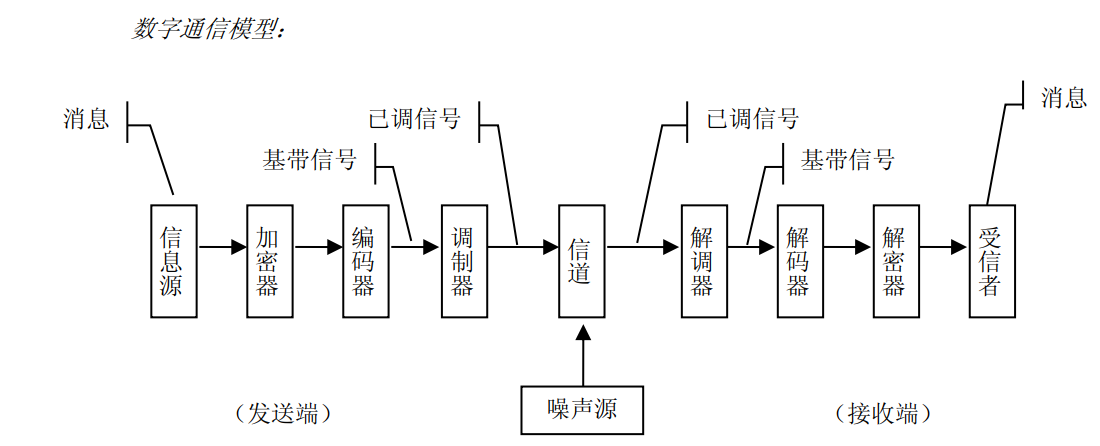 数字通信模型：
消息
已调信号
已调信号
消息
基带信号
基带信号
信息源
加密器
编码器
调制器
信道
解调器
解码器
解密器
受信者
噪声源
（发送端）
（接收端）